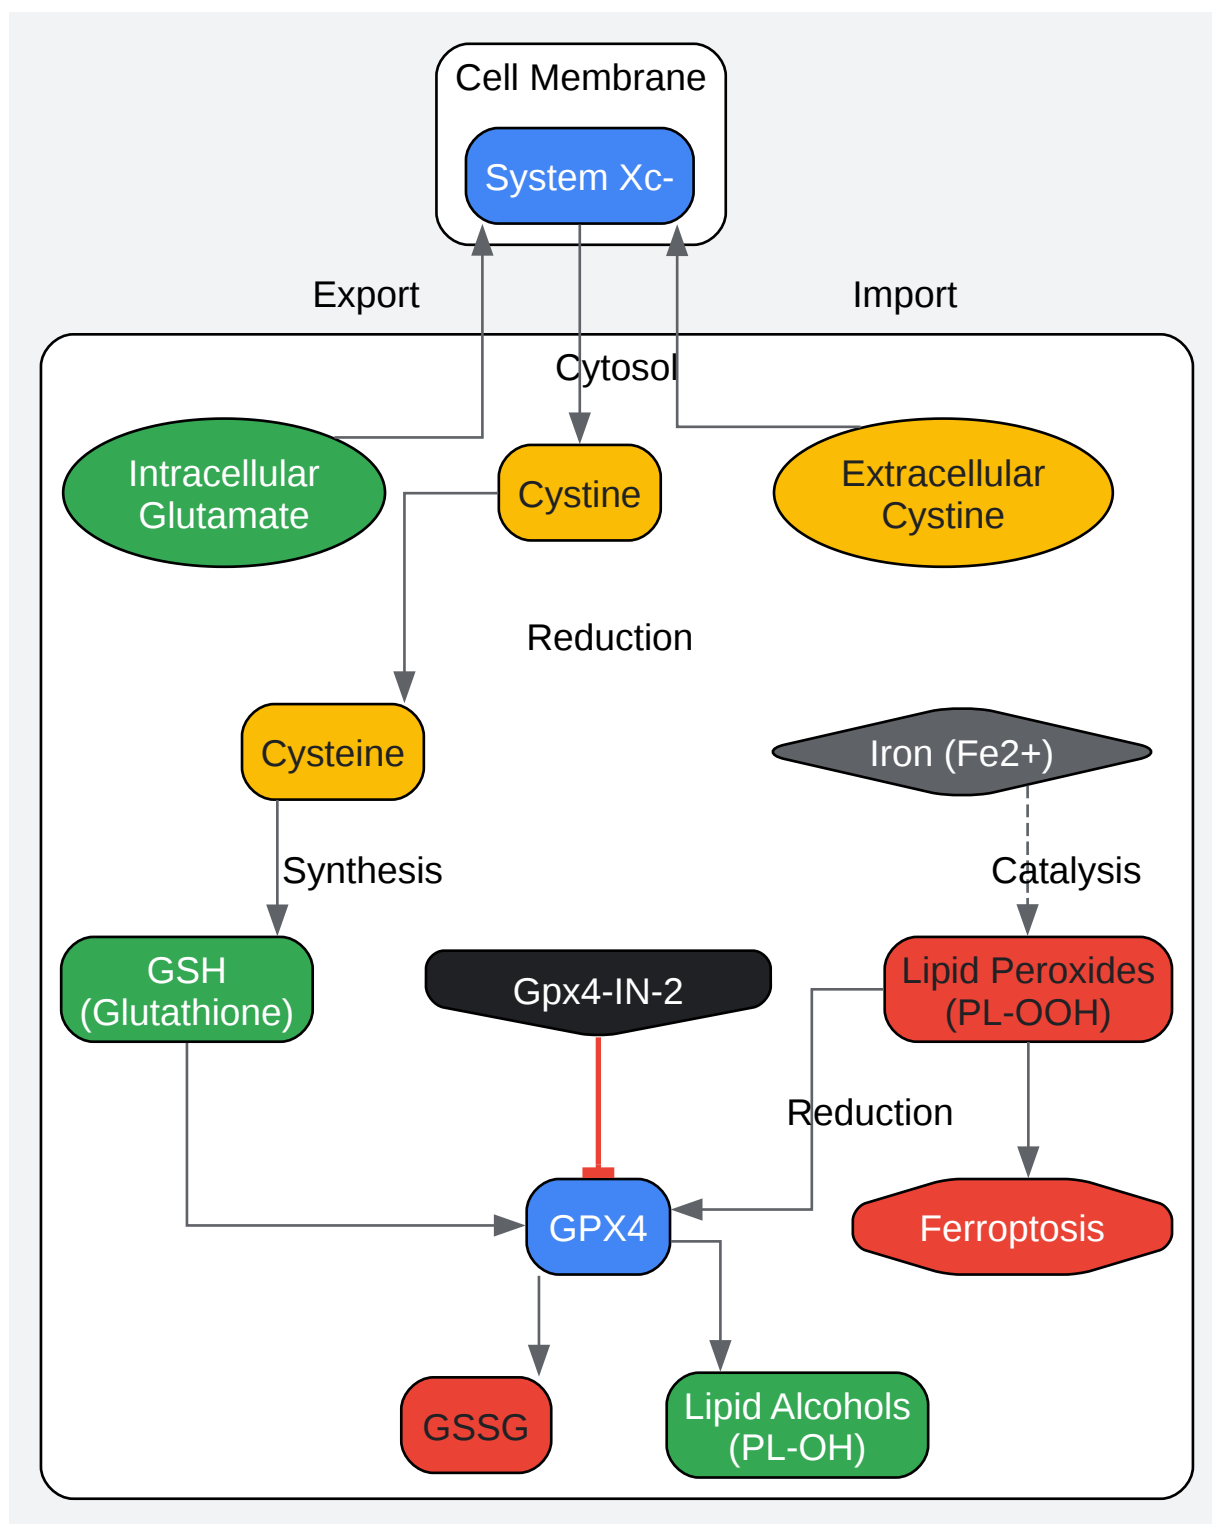 Cell Membrane
System Xc-
Export
Import
Cytosol
Intracellular
Glutamate
Cystine
Extracellular
Cystine
Reduction
Cysteine
Iron (Fe2+)
Synthesis
Catalysis
GSH
(Glutathione)
Gpx4-IN-2
Lipid Peroxides
(PL-OOH)
Reduction
GPX4
Ferroptosis
GSSG
Lipid Alcohols
(PL-OH)